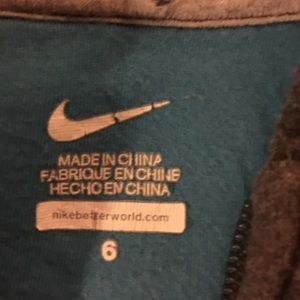 MADE IN CHINA
FABRIQUE EN CHINE
HECHO EN CHINA
nikebetterworld.com
6